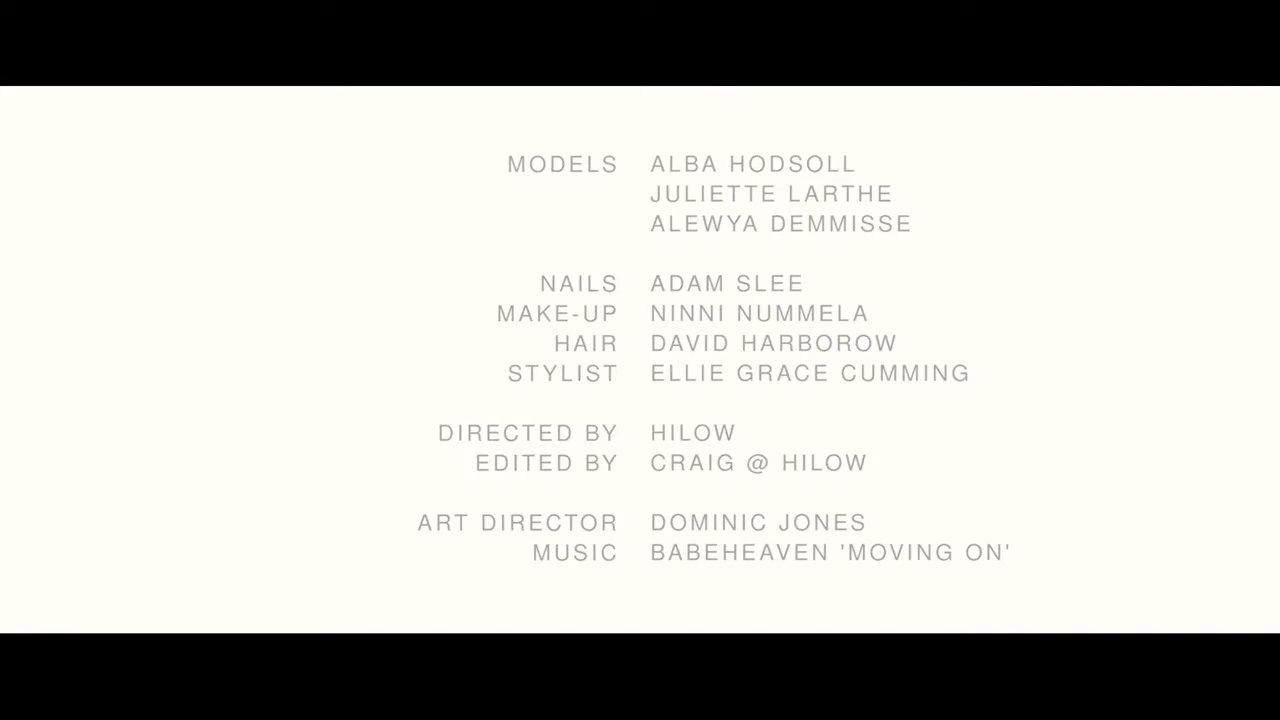 MODELS ALBA HODSOLL
JULIETTE LARTHE
ALEWYA DEMMISSE
NAILS ADAM SLEE
MAKE-UP NINNI NUMMELA
HAIR DAVID HARBOROW
STYLIST ELLIE GRACE CUMMING
DIRECTED BY HILOW
EDITED BY CRAIG @ HILOW
ART DIRECTOR DOMINIC JONES
MUSIC BABEHEAVEN 'MOVING ON'